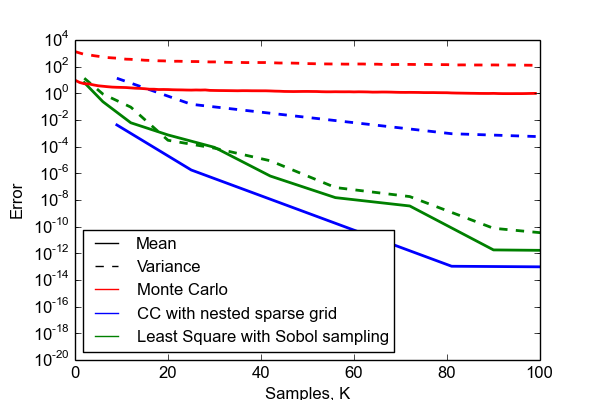 10^4
10^2
10^0
10^-2
10^-4
10^-6
10^-8
10^-10
10^-12
10^-14
10^-16
10^-18
10^-20
Error
Mean
Variance
Monte Carlo
CC with nested sparse grid
Least Square with Sobol sampling
0 20 40 60 80 100
Samples, K